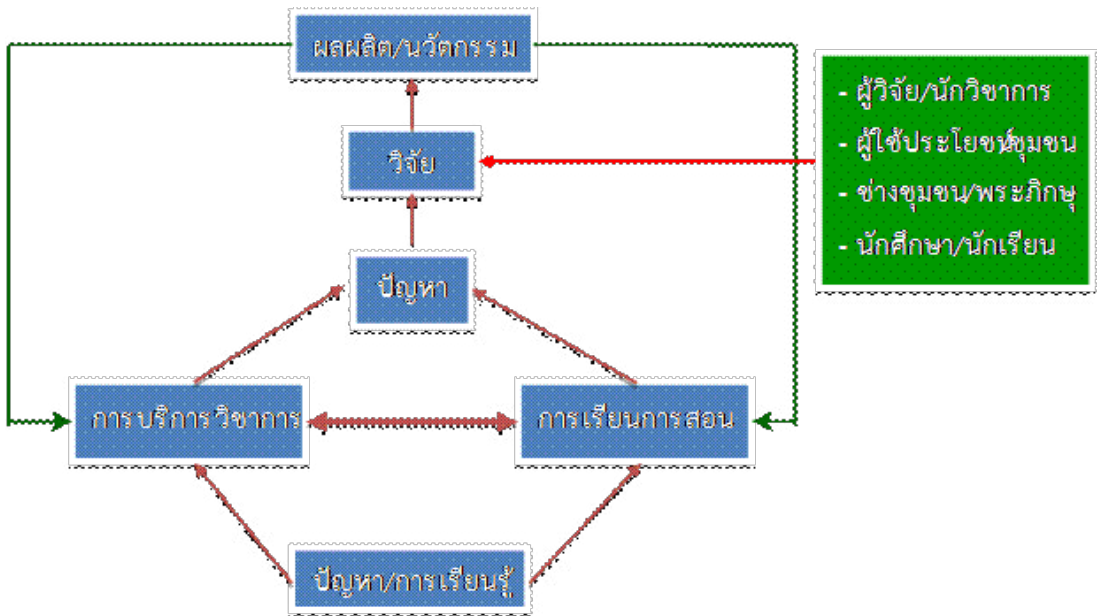 ผลผลิต/นวัตกรรม
- ผู้วิจัย/นักวิชาการ
- ผู้ใช้ประโยชน์/ชุมชน
- ช่างชุมชน/พระภิกษุ
- นักศึกษา/นักเรียน
วิจัย
ปัญหา
การบริการวิชาการ
การเรียนการสอน
ปัญหา/การเรียนรู้